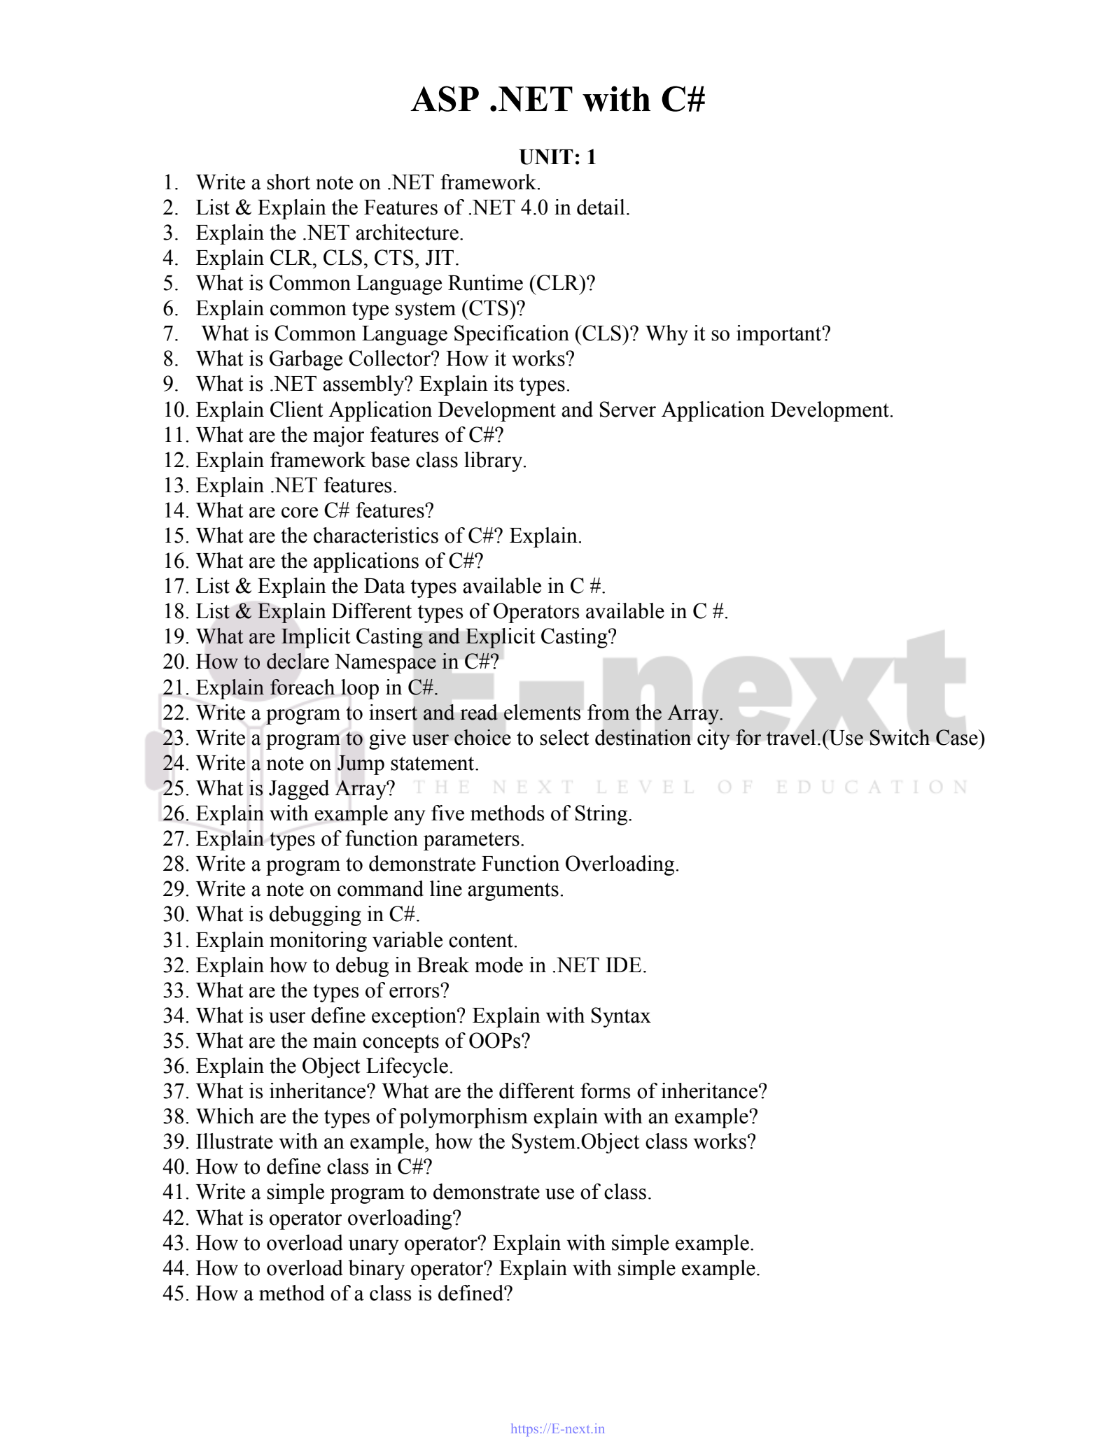 ASP .NET with C#
UNIT: 1
1. Write a short note on .NET framework.
2. List & Explain the Features of .NET 4.0 in detail.
3. Explain the .NET architecture.
4. Explain CLR, CLS, CTS, JIT.
5. What is Common Language Runtime (CLR)?
6. Explain common type system (CTS)?
7. What is Common Language Specification (CLS)? Why it so important?
8. What is Garbage Collector? How it works?
9. What is .NET assembly? Explain its types.
10. Explain Client Application Development and Server Application Development.
11. What are the major features of C#?
12. Explain framework base class library.
13. Explain .NET features.
14. What are core C# features?
15. What are the characteristics of C#? Explain.
16. What are the applications of C#?
17. List & Explain the Data types available in C #.
18. List & Explain Different types of Operators available in C #.
19. What are Implicit Casting and Explicit Casting?
20. How to declare Namespace in C#?
21. Explain foreach loop in C#.
22. Write a program to insert and read elements from the Array.
23. Write a program to give user choice to select destination city for travel.(Use Switch Case)
24. Write a note on Jump statement.
25. What is Jagged Array?
26. Explain with example any five methods of String.
27. Explain types of function parameters.
28. Write a program to demonstrate Function Overloading.
29. Write a note on command line arguments.
30. What is debugging in C#.
31. Explain monitoring variable content.
32. Explain how to debug in Break mode in .NET IDE.
33. What are the types of errors?
34. What is user define exception? Explain with Syntax
35. What are the main concepts of OOPs?
36. Explain the Object Lifecycle.
37. What is inheritance? What are the different forms of inheritance?
38. Which are the types of polymorphism explain with an example?
39. Illustrate with an example, how the System.Object class works?
40. How to define class in C#?
41. Write a simple program to demonstrate use of class.
42. What is operator overloading?
43. How to overload unary operator? Explain with simple example.
44. How to overload binary operator? Explain with simple example.
45. How a method of a class is defined?
E-next
THE NEXT LEVEL OF EDUCATION
https://E-next.in